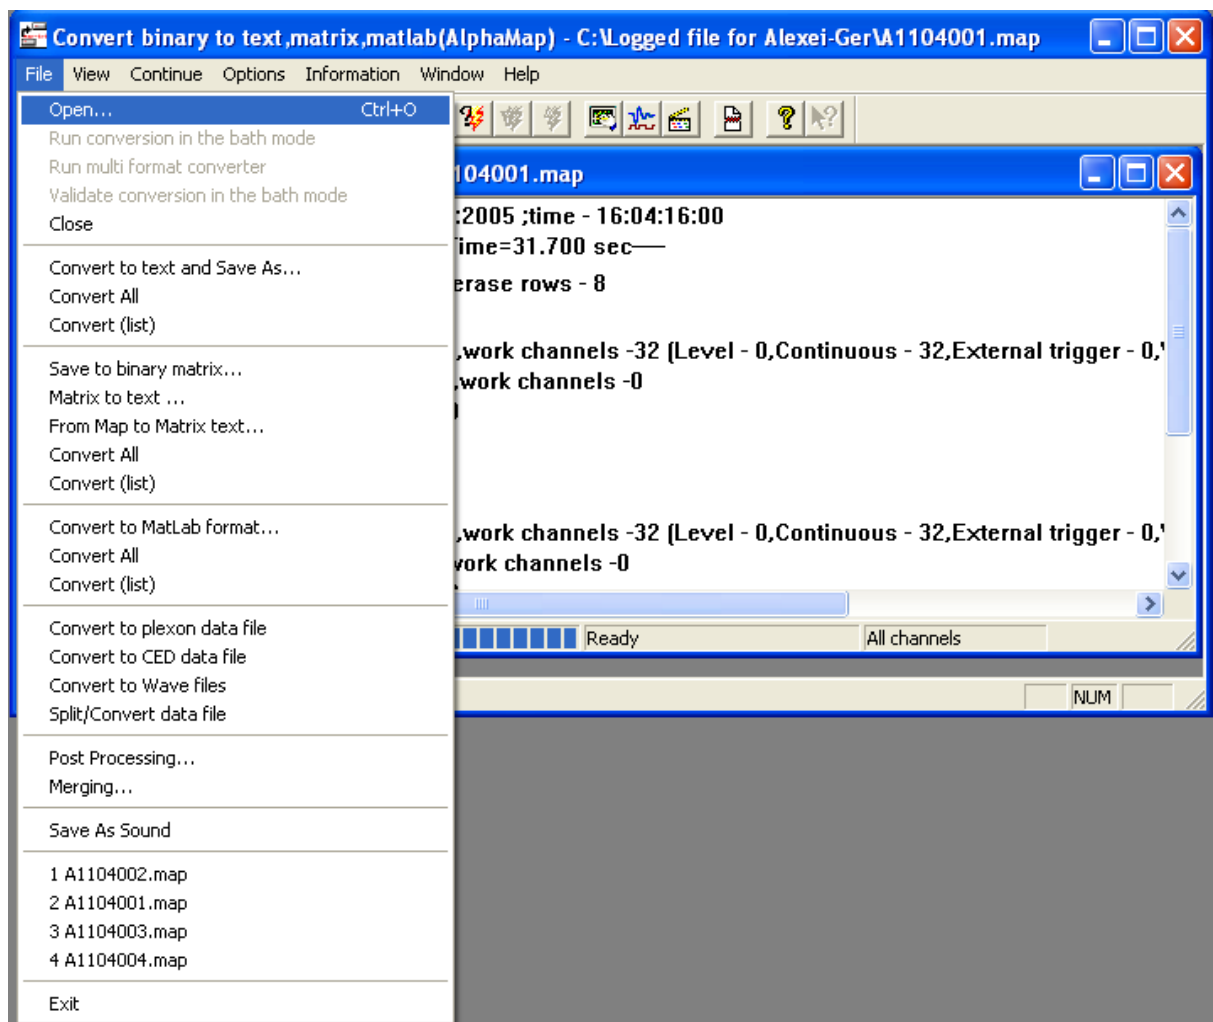 Convert binary to text,matrix,matlab(AlphaMap) - C:\Logged file for Alexei-Ger\A1104001.map
File View Continue Options Information Window Help
Open... Ctrl+O
Run conversion in the bath mode
Run multi format converter
Validate conversion in the bath mode
Close
Convert to text and Save As...
Convert All
Convert (list)
Save to binary matrix...
Matrix to text ...
From Map to Matrix text...
Convert All
Convert (list)
Convert to MatLab format...
Convert All
Convert (list)
Convert to plexon data file
Convert to CED data file
Convert to Wave files
Split/Convert data file
Post Processing...
Merging...
Save As Sound
1 A1104002.map
2 A1104001.map
3 A1104003.map
4 A1104004.map
Exit
104001.map
:2005 ;time - 16:04:16:00
Time=31.700 sec----
erase rows - 8
,work channels -32 (Level - 0,Continuous - 32,External trigger - 0,
,work channels -0
,work channels -32 (Level - 0,Continuous - 32,External trigger - 0,
work channels -0
Ready All channels
NUM